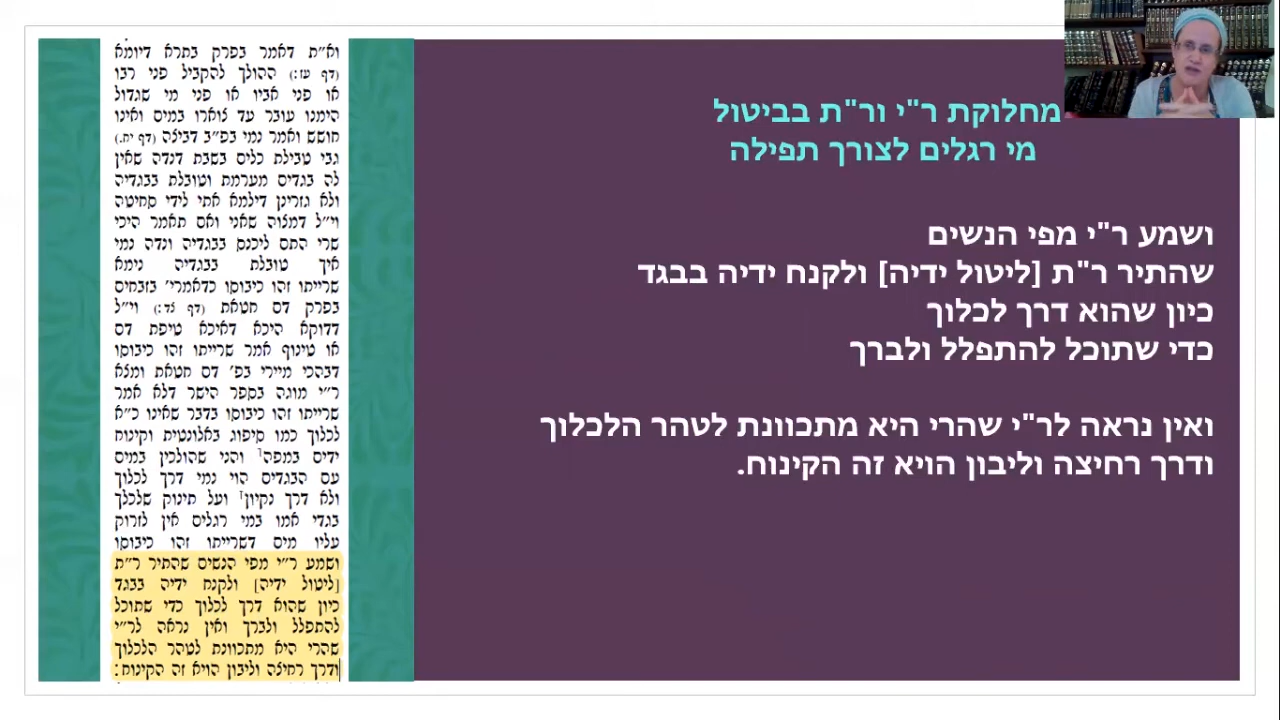 מחלוקת ר"י ור"ת בביטול
מי רגלים לצורך תפילה
ושמע ר"י מפי הנשים
שהתיר ר"ת [ליטול ידיה] ולקנח ידיה בבגד
כיון שהוא דרך לכלוך
כדי שתוכל להתפלל ולברך
ואין נראה לר"י שהרי היא מתכוונת לטהר הלכלוך
ודרך רחיצה וליבון הויא זה הקינוח.
וא״ת דאמר בפרק בתרא דיומא
(דף עז:) ההולך להקביל פני רבו
או פני אביו או פני מי שגדול
הימנו עובר עד צוארו במים ואינו
חושש ואמר נמי בפ״ב דביצה (דף יח.)
גבי טבילת כלים בשבת דנדה שאין
לה בגדים מערמת וטובלת בבגדיה
ולא גזרינן דילמא אתי לידי סחיטה
וי״ל דמצוה שאני ואם תאמר היכי
שרי התם ליכנס בבגדיה ונדה נמי
איך טובלת בבגדיה נימא
שרייתו זהו כיבוסו כדאמרי׳ בזבחים
בפרק דם חטאת (דף צד:) וי״ל
דדוקא היכא דאיכא טיפת דם
או טינוף אמר שרייתו זהו כיבוסו
דבהכי מיירי בפ׳ דם חטאת ומצא
ר״י מוגה בספר הישר דלא אמר
שרייתו זהו כיבוסו בדבר שאינו כ״א
לכלוך כמו סיפוג באלונטית וקינוח
ידים במפה והני שהולכין במים
עם הבגדים הוי נמי דרך לכלוך
ולא דרך נקיון ועל תינוק שלכלך
בגדי אמו במי רגלים אין לזרוק
עליו מים דשרייתו זהו כיבוסו
ושמע ר״י מפי הנשים שהתיר ר״ת
[ליטול ידיה] ולקנח ידיה בבגד
כיון שהוא דרך לכלוך כדי שתוכל
להתפלל ולברך ואין נראה לר״י
שהרי היא מתכוונת לטהר הלכלוך
ודרך רחיצה וליבון הויא זה הקינוח: